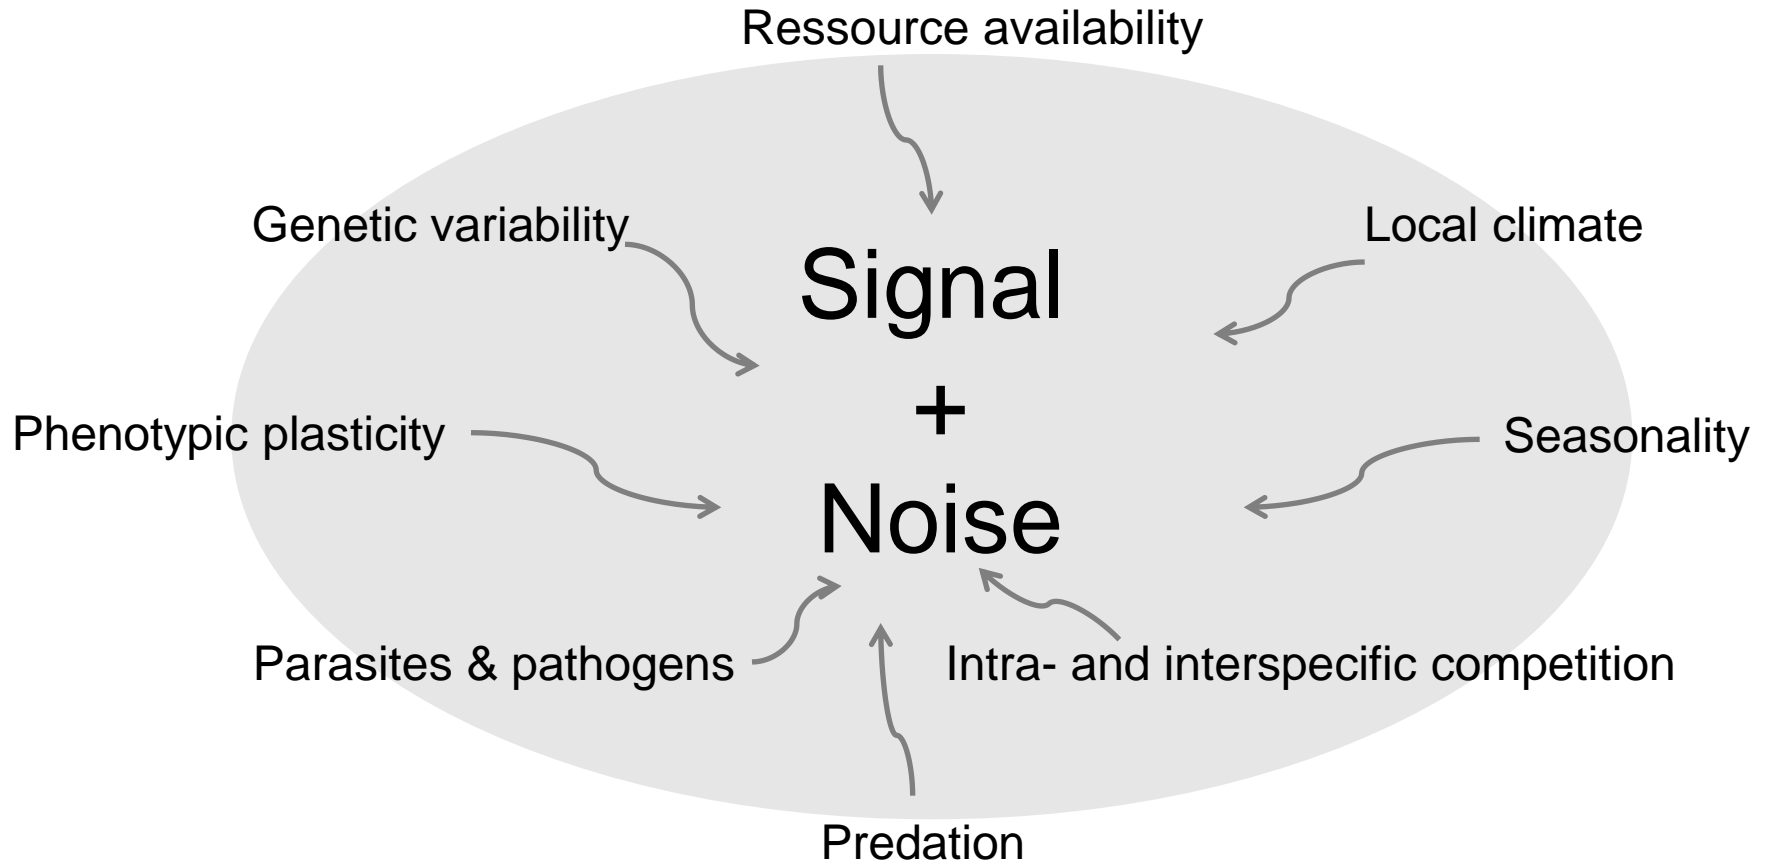 Ressource availability
Genetic variability
Local climate
Signal
+
Phenotypic plasticity
Seasonality
Noise
Parasites & pathogens
Intra- and interspecific competition
Predation